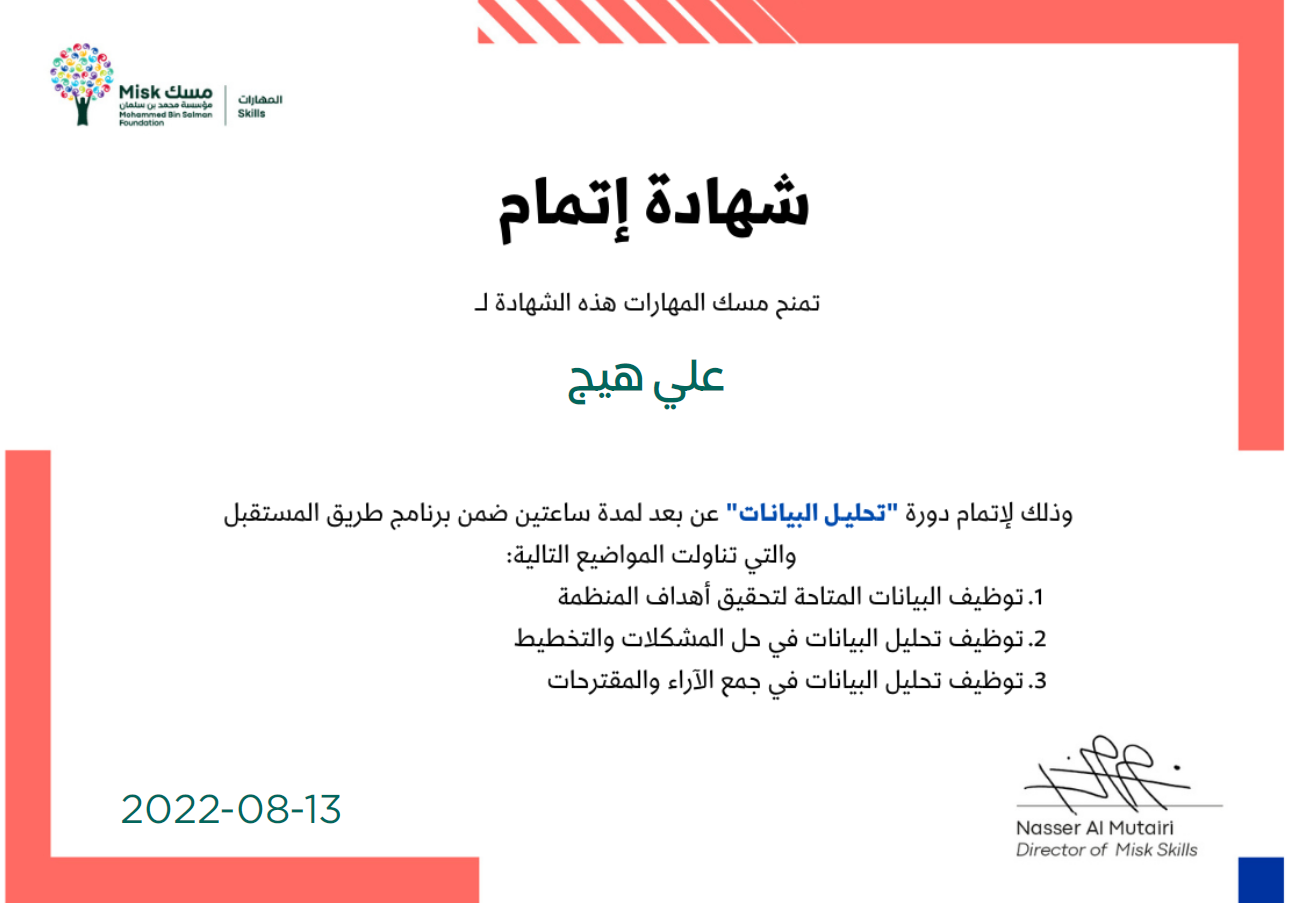 Misk مسك
مؤسسة محمد بن سلمان
Mohammed Bin Salman
Foundation
المهارات
Skills
شهادة إتمام
تمنح مسك المهارات هذه الشهادة لـ
علي هيج
وذلك لإتمام دورة "تحليل البيانات" عن بعد لمدة ساعتين ضمن برنامج طريق المستقبل
والتي تناولت المواضيع التالية:
1. توظيف البيانات المتاحة لتحقيق أهداف المنظمة
2. توظيف تحليل البيانات في حل المشكلات والتخطيط
3. توظيف تحليل البيانات في جمع الآراء والمقترحات
2022-08-13
Nasser Al Mutairi
Director of Misk Skills